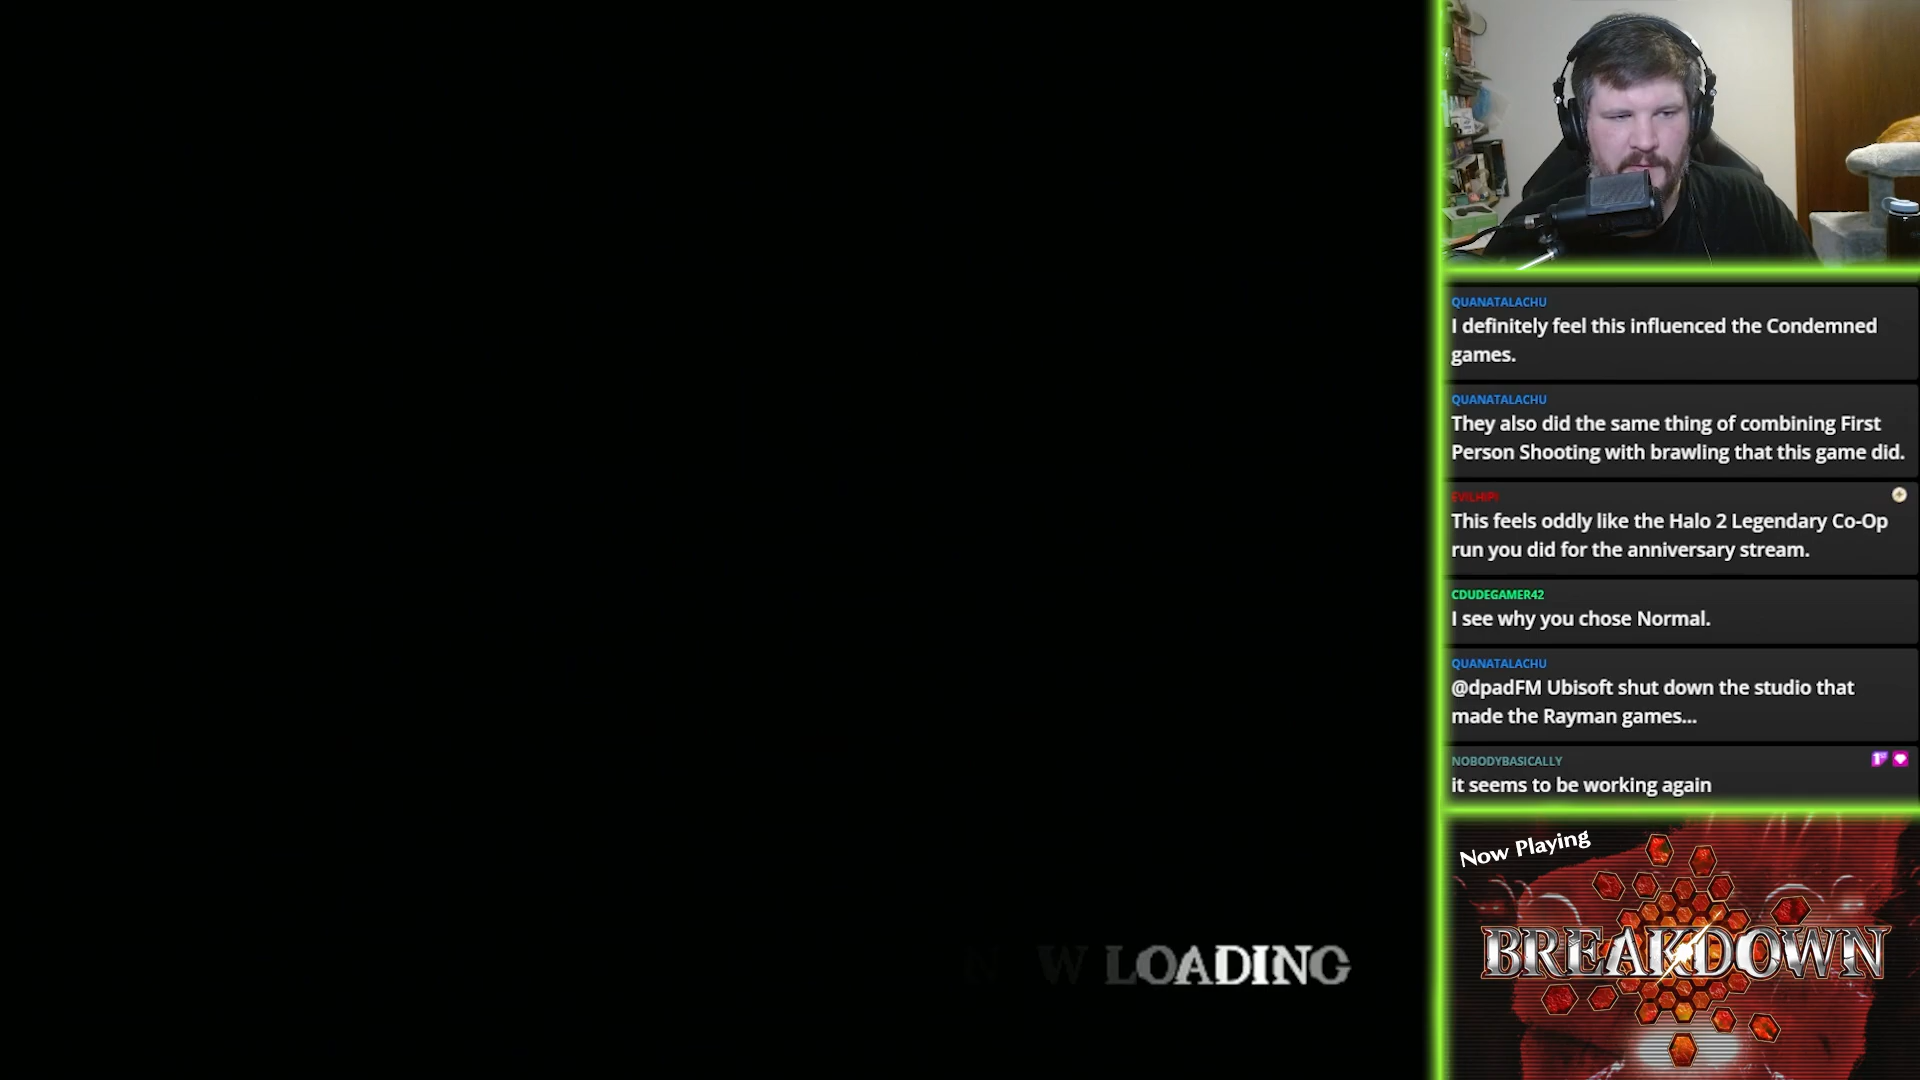 QUANATALACHU
I definitely feel this influenced the Condemned
games.
QUANATALACHU
They also did the same thing of combining First
Person Shooting with brawling that this game did.
EVILHIPI
This feels oddly like the Halo 2 Legendary Co-Op
run you did for the anniversary stream.
CDUDEGAMER42
I see why you chose Normal.
QUANATALACHU
@dpadFM Ubisoft shut down the studio that
made the Rayman games...
NOBODYBASICALLY
it seems to be working again
Now Playing
BREAKDOWN
N W LOADING